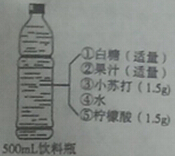 ①白糖（适量）
②果汁（适量）
③小苏打（1.5g）
④水
⑤柠檬酸（1.5g）
500mL饮料瓶